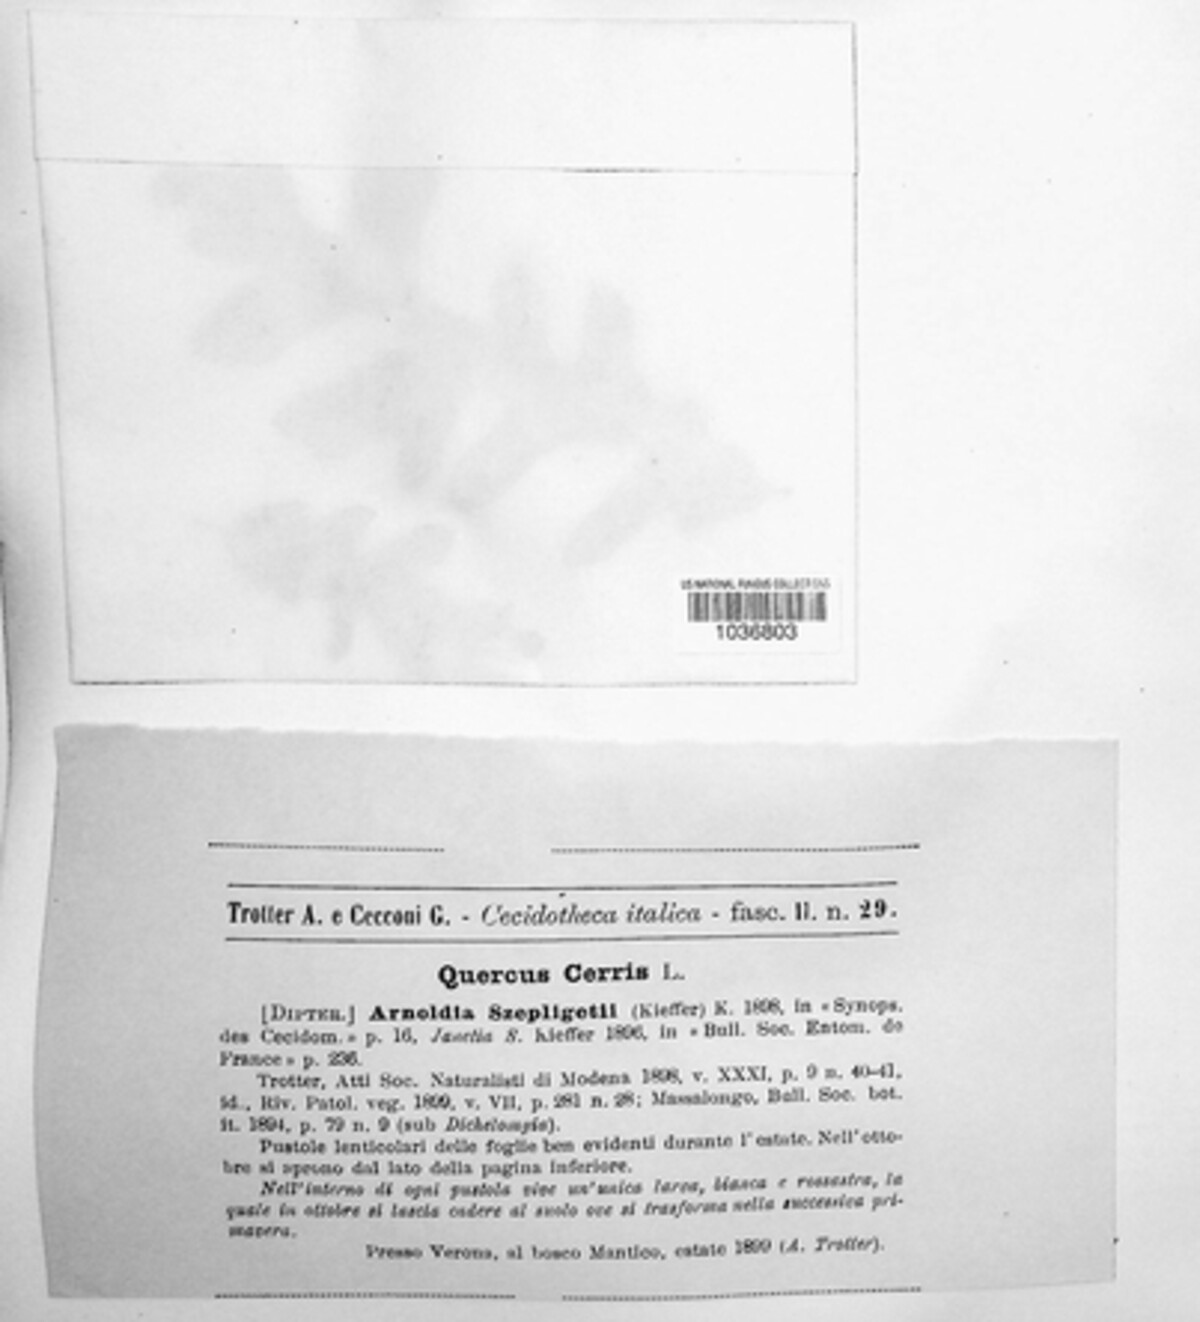 US NATIONAL FUNGUS COLLECTIONS
1036803
Trotter A. e Cecconi G. - Cecidotheca italica - fasc. II. n. 29.
Quercus Cerris L.
[DIPTER.] Arnoldia Szepligetii (Kieffer) K. 1898, in «Synops.
des Cecidom.» p. 16, Janetia S. Kieffer 1896, in «Bull. Soc. Entom. de
France» p. 236.
Trotter, Atti Soc. Naturalisti di Modena 1898, v. XXXI, p. 9 n. 40-41,
id., Riv. Patol. veg. 1899, v. VII, p. 281 n. 28; Massalongo, Bull. Soc. bot.
it. 1894, p. 79 n. 9 (sub Dichelomyia).
Pustole lenticolari delle foglie ben evidenti durante l'estate. Nell'otto-
bre si aprono dal lato della pagina inferiore.
Nell'interno di ogni pustola vive un'unica larva, bianca e rossastra, la
quale in ottobre si lascia cadere al suolo ove si trasforma nella successiva pri-
mavera.
Presso Verona, al bosco Mantico, estate 1899 (A. Trotter).